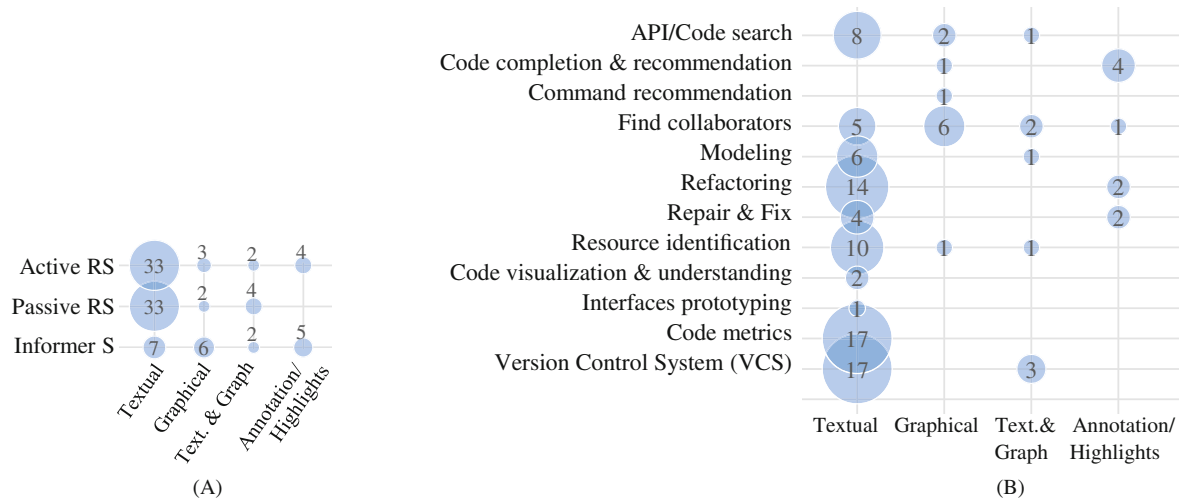 Active RS 33 3 2 4
Passive RS 33 2 4
Informer S 7 6 2 5
Textual
Graphical
Text. & Graph
Annotation/
Highlights
(A)
API/Code search 8 2 1
Code completion & recommendation 1 4
Command recommendation 1
Find collaborators 5 6 2 1
Modeling 6 1
Refactoring 14 2
Repair & Fix 4 2
Resource identification 10 1 1
Code visualization & understanding 2
Interfaces prototyping 1
Code metrics 17
Version Control System (VCS) 17 3
Textual Graphical Text.& Annotation/
Graph Highlights
(B)